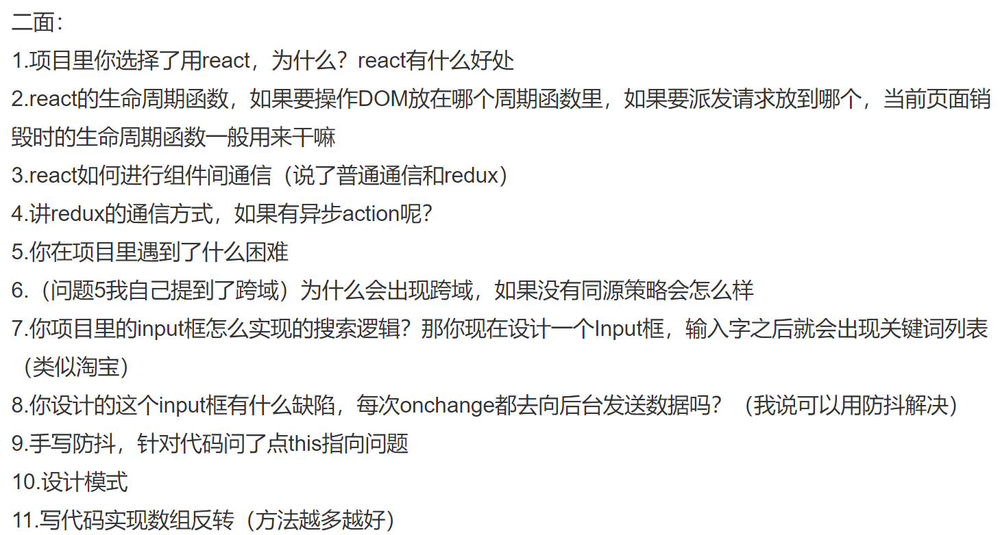 二面：
1.项目里你选择了用react，为什么？react有什么好处
2.react的生命周期函数，如果要操作DOM放在哪个周期函数里，如果要派发请求放到哪个，当前页面销
毁时的生命周期函数一般用来干嘛
3.react如何进行组件间通信（说了普通通信和redux）
4.讲redux的通信方式，如果有异步action呢？
5.你在项目里遇到了什么困难
6.（问题5我自己提到了跨域）为什么会出现跨域，如果没有同源策略会怎么样
7.你项目里的input框怎么实现的搜索逻辑？那你现在设计一个Input框，输入字之后就会出现关键词列表
（类似淘宝）
8.你设计的这个input框有什么缺陷，每次onchange都去向后台发送数据吗？（我说可以用防抖解决）
9.手写防抖，针对代码问了点this指向问题
10.设计模式
11.写代码实现数组反转（方法越多越好）